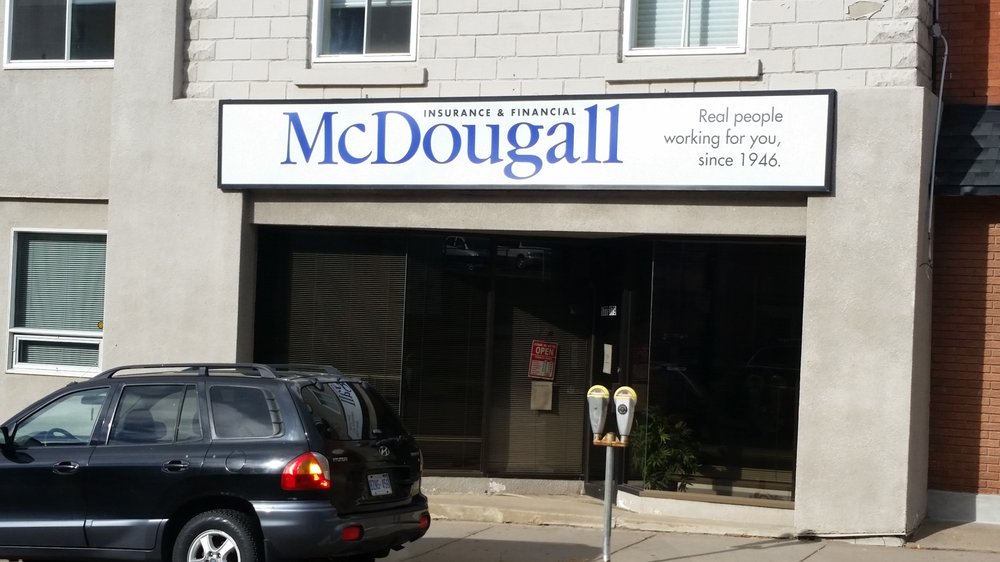 INSURANCE & FINANCIAL
McDougall
Real people
working for you,
since 1946.
OPEN